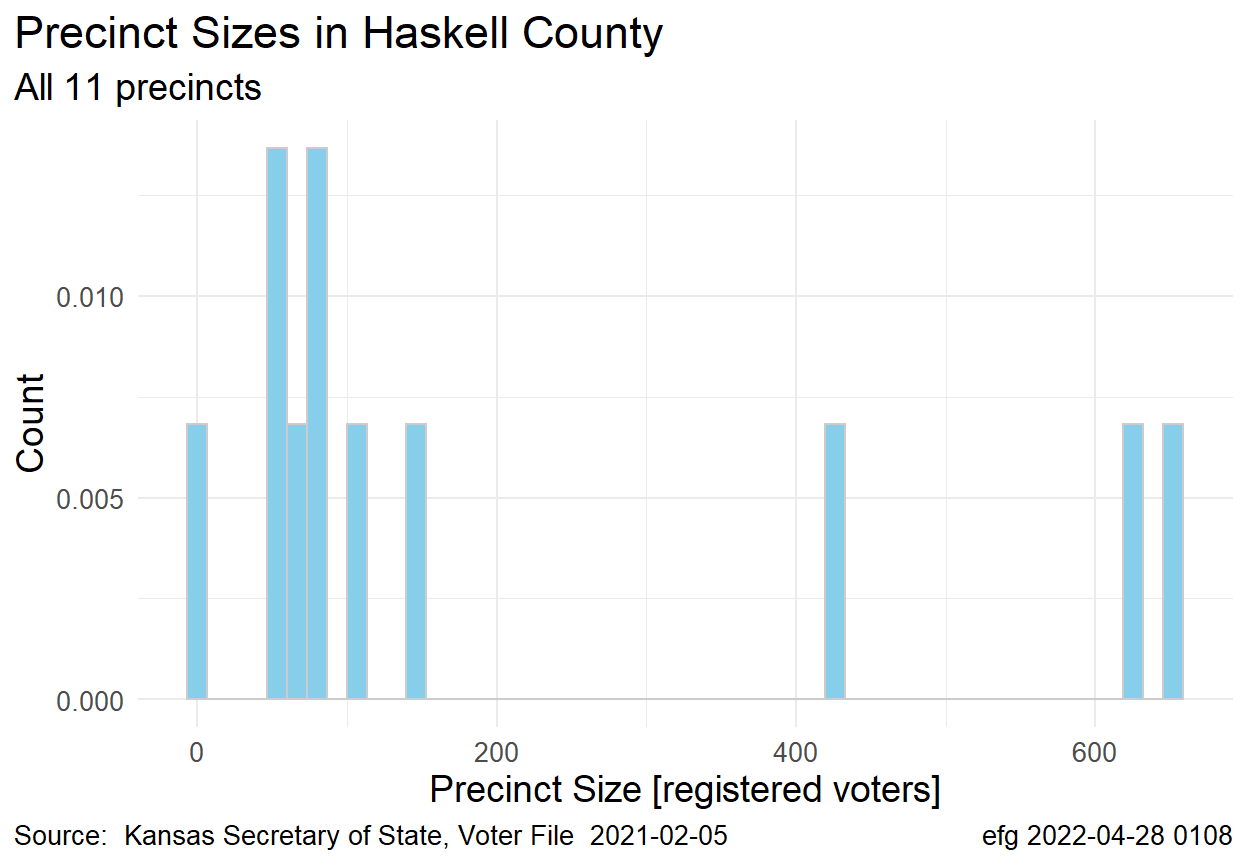 Precinct Sizes in Haskell County
All 11 precincts
Count
0.010
0.005
0.000
0 200 400 600
Precinct Size [registered voters]
Source:  Kansas Secretary of State, Voter File  2021-02-05 efg 2022-04-28 0108